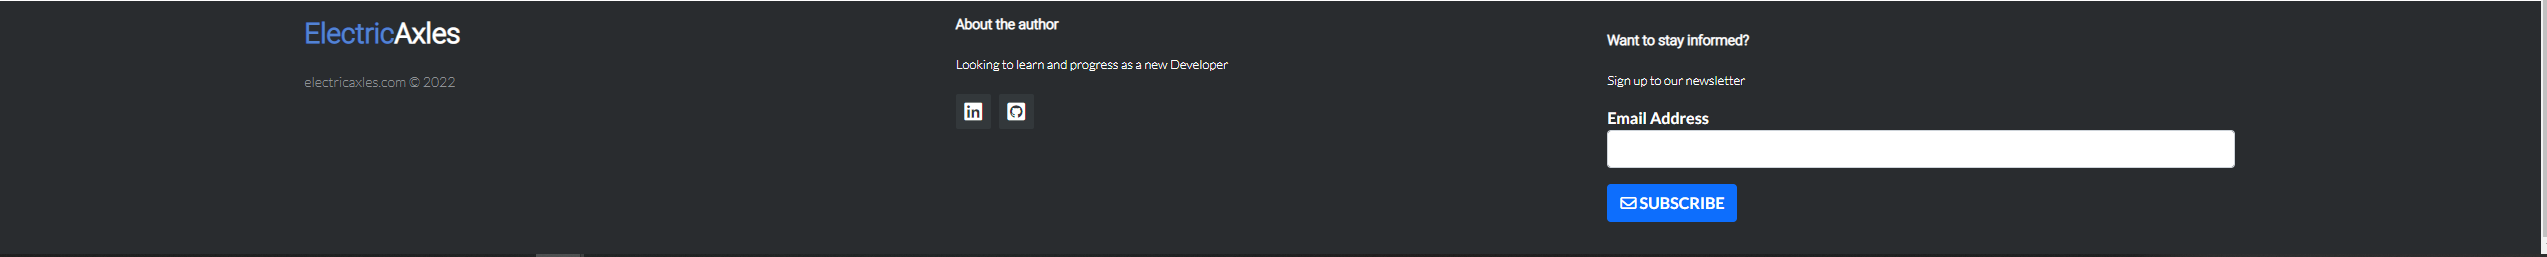 ElectricAxles
electricaxles.com © 2022
About the author
Looking to learn and progress as a new Developer
in
Want to stay informed?
Sign up to our newsletter
Email Address
SUBSCRIBE